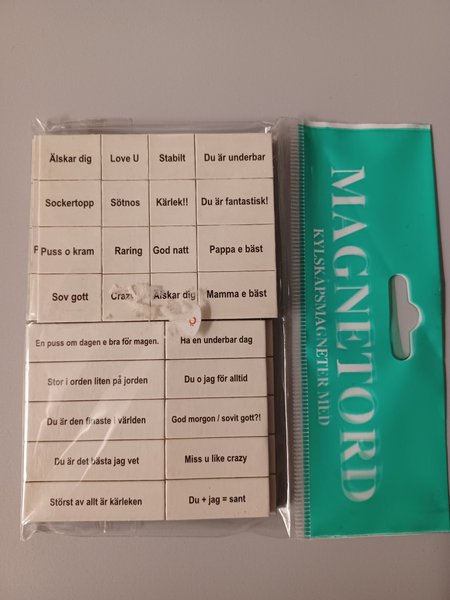 Älskar dig
Love U
Stabilt
Du är underbar
Sockertopp
Sötnos
Kärlek!!
Du är fantastisk!
P
Puss o kram
Raring
God natt
Pappa e bäst
Sov gott
Älskar dig
Mamma e bäst
En puss om dagen e bra för magen.
Ha en underbar dag
Stor i orden liten på jorden
Du o jag för alltid
Du är den finaste i världen
God morgon / sovit gott?!
Du är det bästa jag vet
Miss u like crazy
Störst av allt är kärleken
Du + jag = sant
MAGNETORD
KYLSKÅPSMAGNETER MED